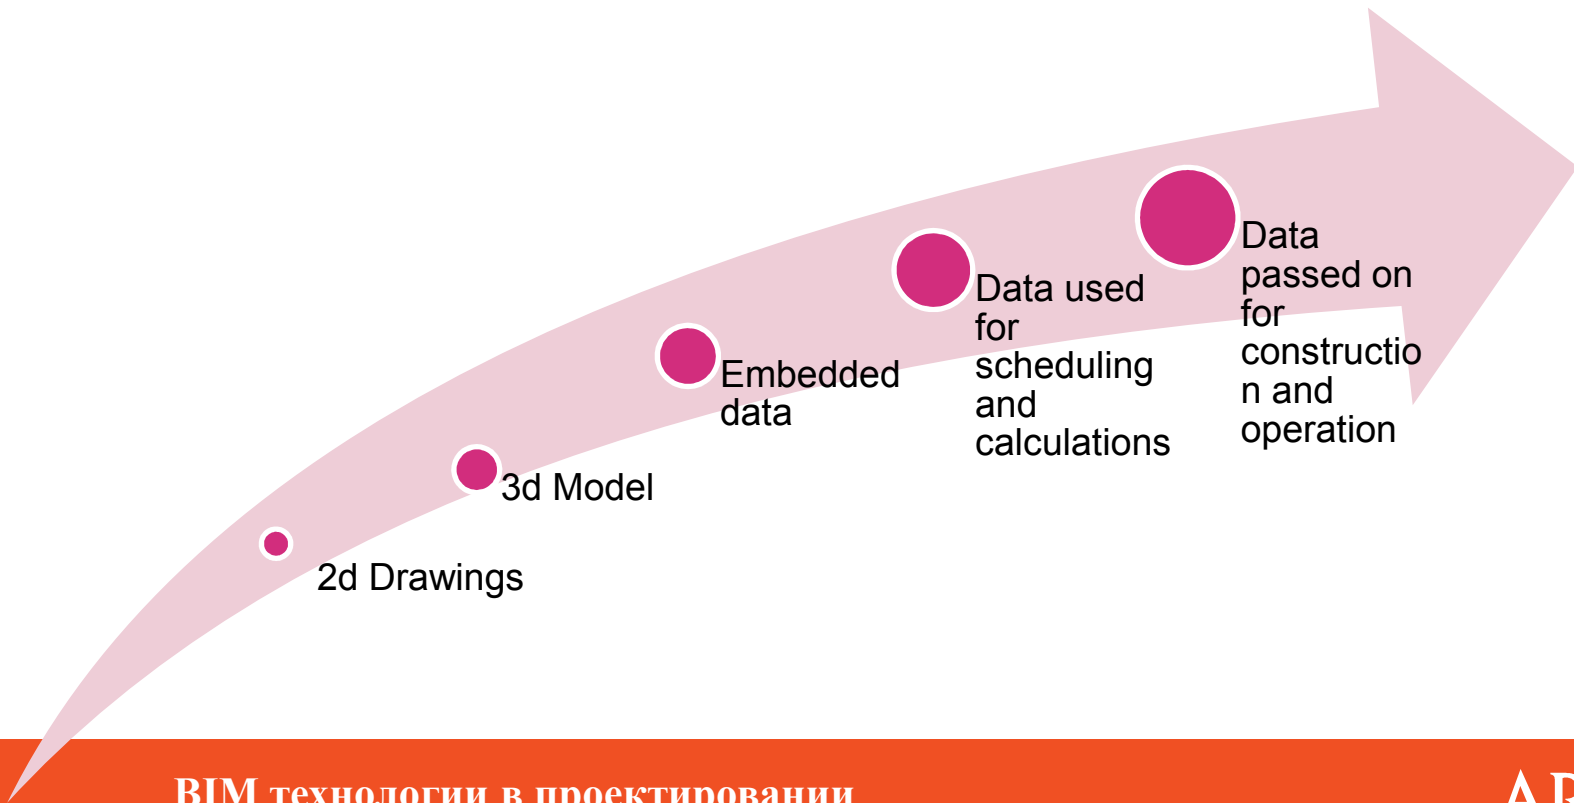 Data
passed on
for
constructio
n and
operation
Data used
for
scheduling
and
calculations
Embedded
data
3d Model
2d Drawings
BIM технологии в проектировании